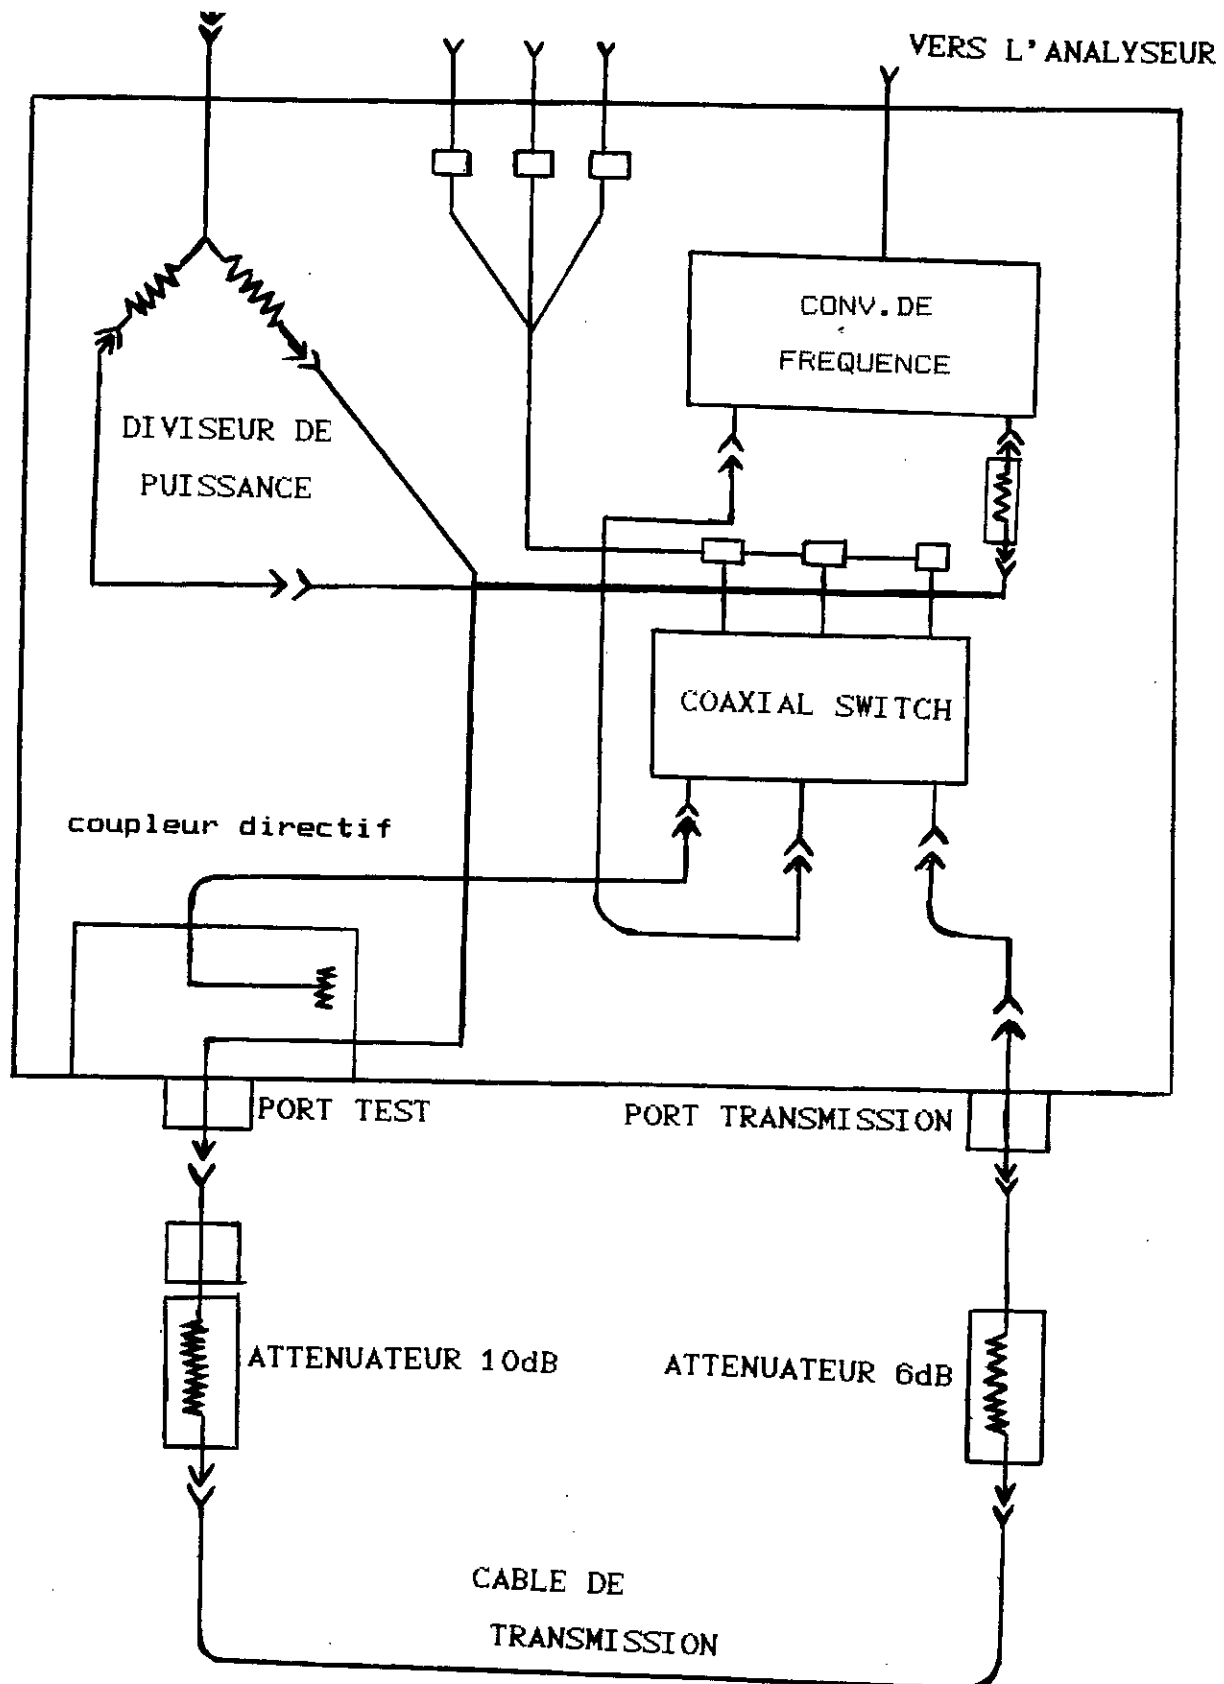 VERS L'ANALYSEUR
CONV.DE
FREQUENCE
DIVISEUR DE
PUISSANCE
COAXIAL SWITCH
coupleur directif
PORT TEST
PORT TRANSMISSION
ATTENUATEUR 10dB
ATTENUATEUR 6dB
CABLE DE
TRANSMISSION